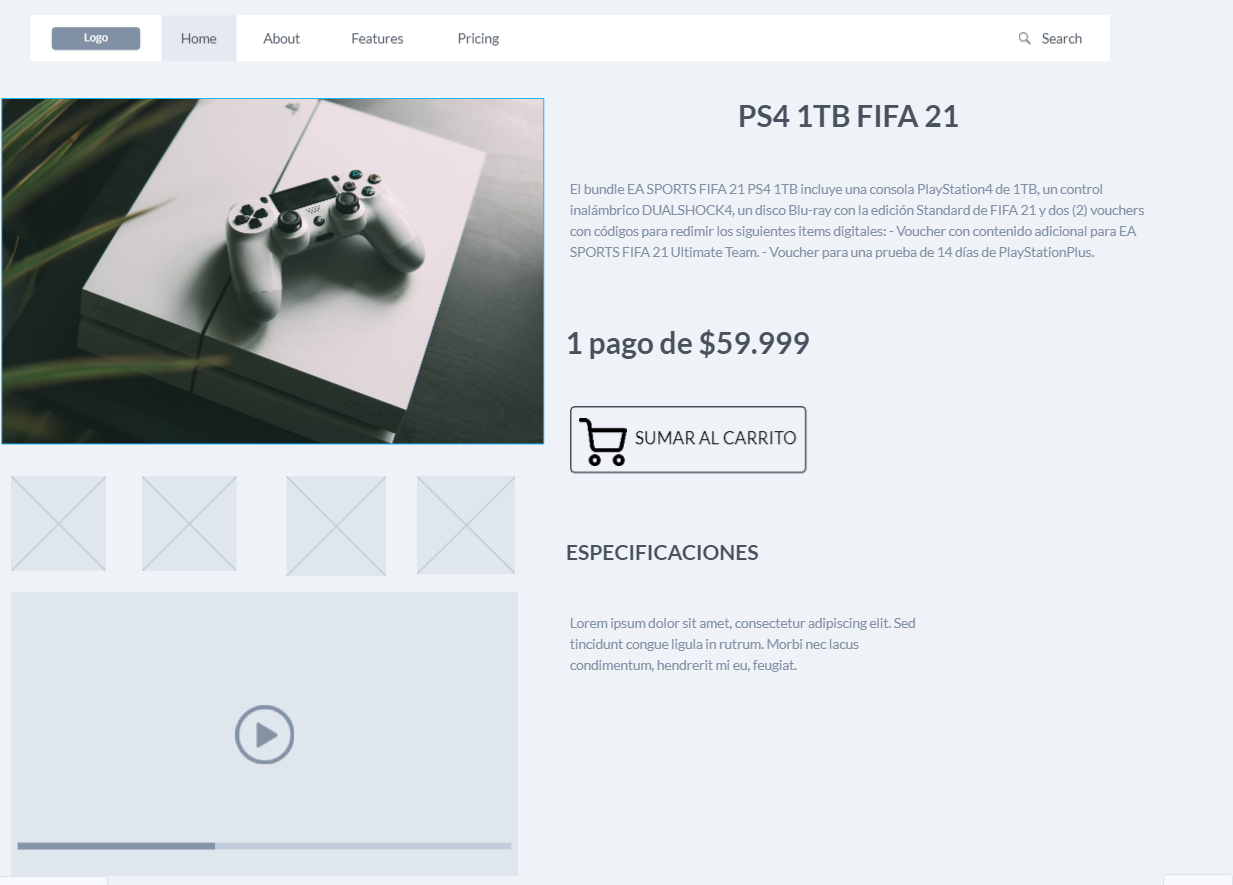 Logo
Home
About
Features
Pricing
Search
PS4 1TB FIFA 21
El bundle EA SPORTS FIFA 21 PS4 1TB incluye una consola PlayStation4 de 1TB, un control
inalámbrico DUALSHOCK4, un disco Blu-ray con la edición Standard de FIFA 21 y dos (2) vouchers
con códigos para redimir los siguientes items digitales: - Voucher con contenido adicional para EA
SPORTS FIFA 21 Ultimate Team. - Voucher para una prueba de 14 días de PlayStationPlus.
1 pago de $59.999
SUMAR AL CARRITO
ESPECIFICACIONES
Lorem ipsum dolor sit amet, consectetur adipiscing elit. Sed
tincidunt congue ligula in rutrum. Morbi nec lacus
condimentum, hendrerit mi eu, feugiat.